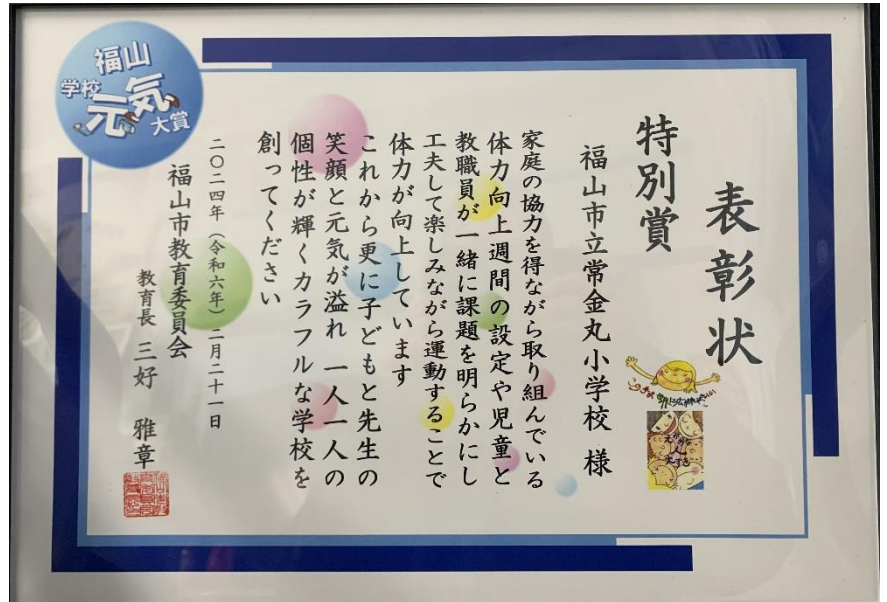 表彰状
特別賞
福山市立常金丸小学校 様
家庭の協力を得ながら取り組んでいる
体力向上週間の設定や児童と
教職員が一緒に課題を明らかにし
工夫して楽しみながら運動することで
体力が向上しています
これから更に子どもと先生の
笑顔と元気が溢れ 一人一人の
個性が輝くカラフルな学校を
創ってください
二〇二四年（令和六年）二月二十一日
福山市教育委員会
教育長 三好 雅章
福山
学校
元気
大賞